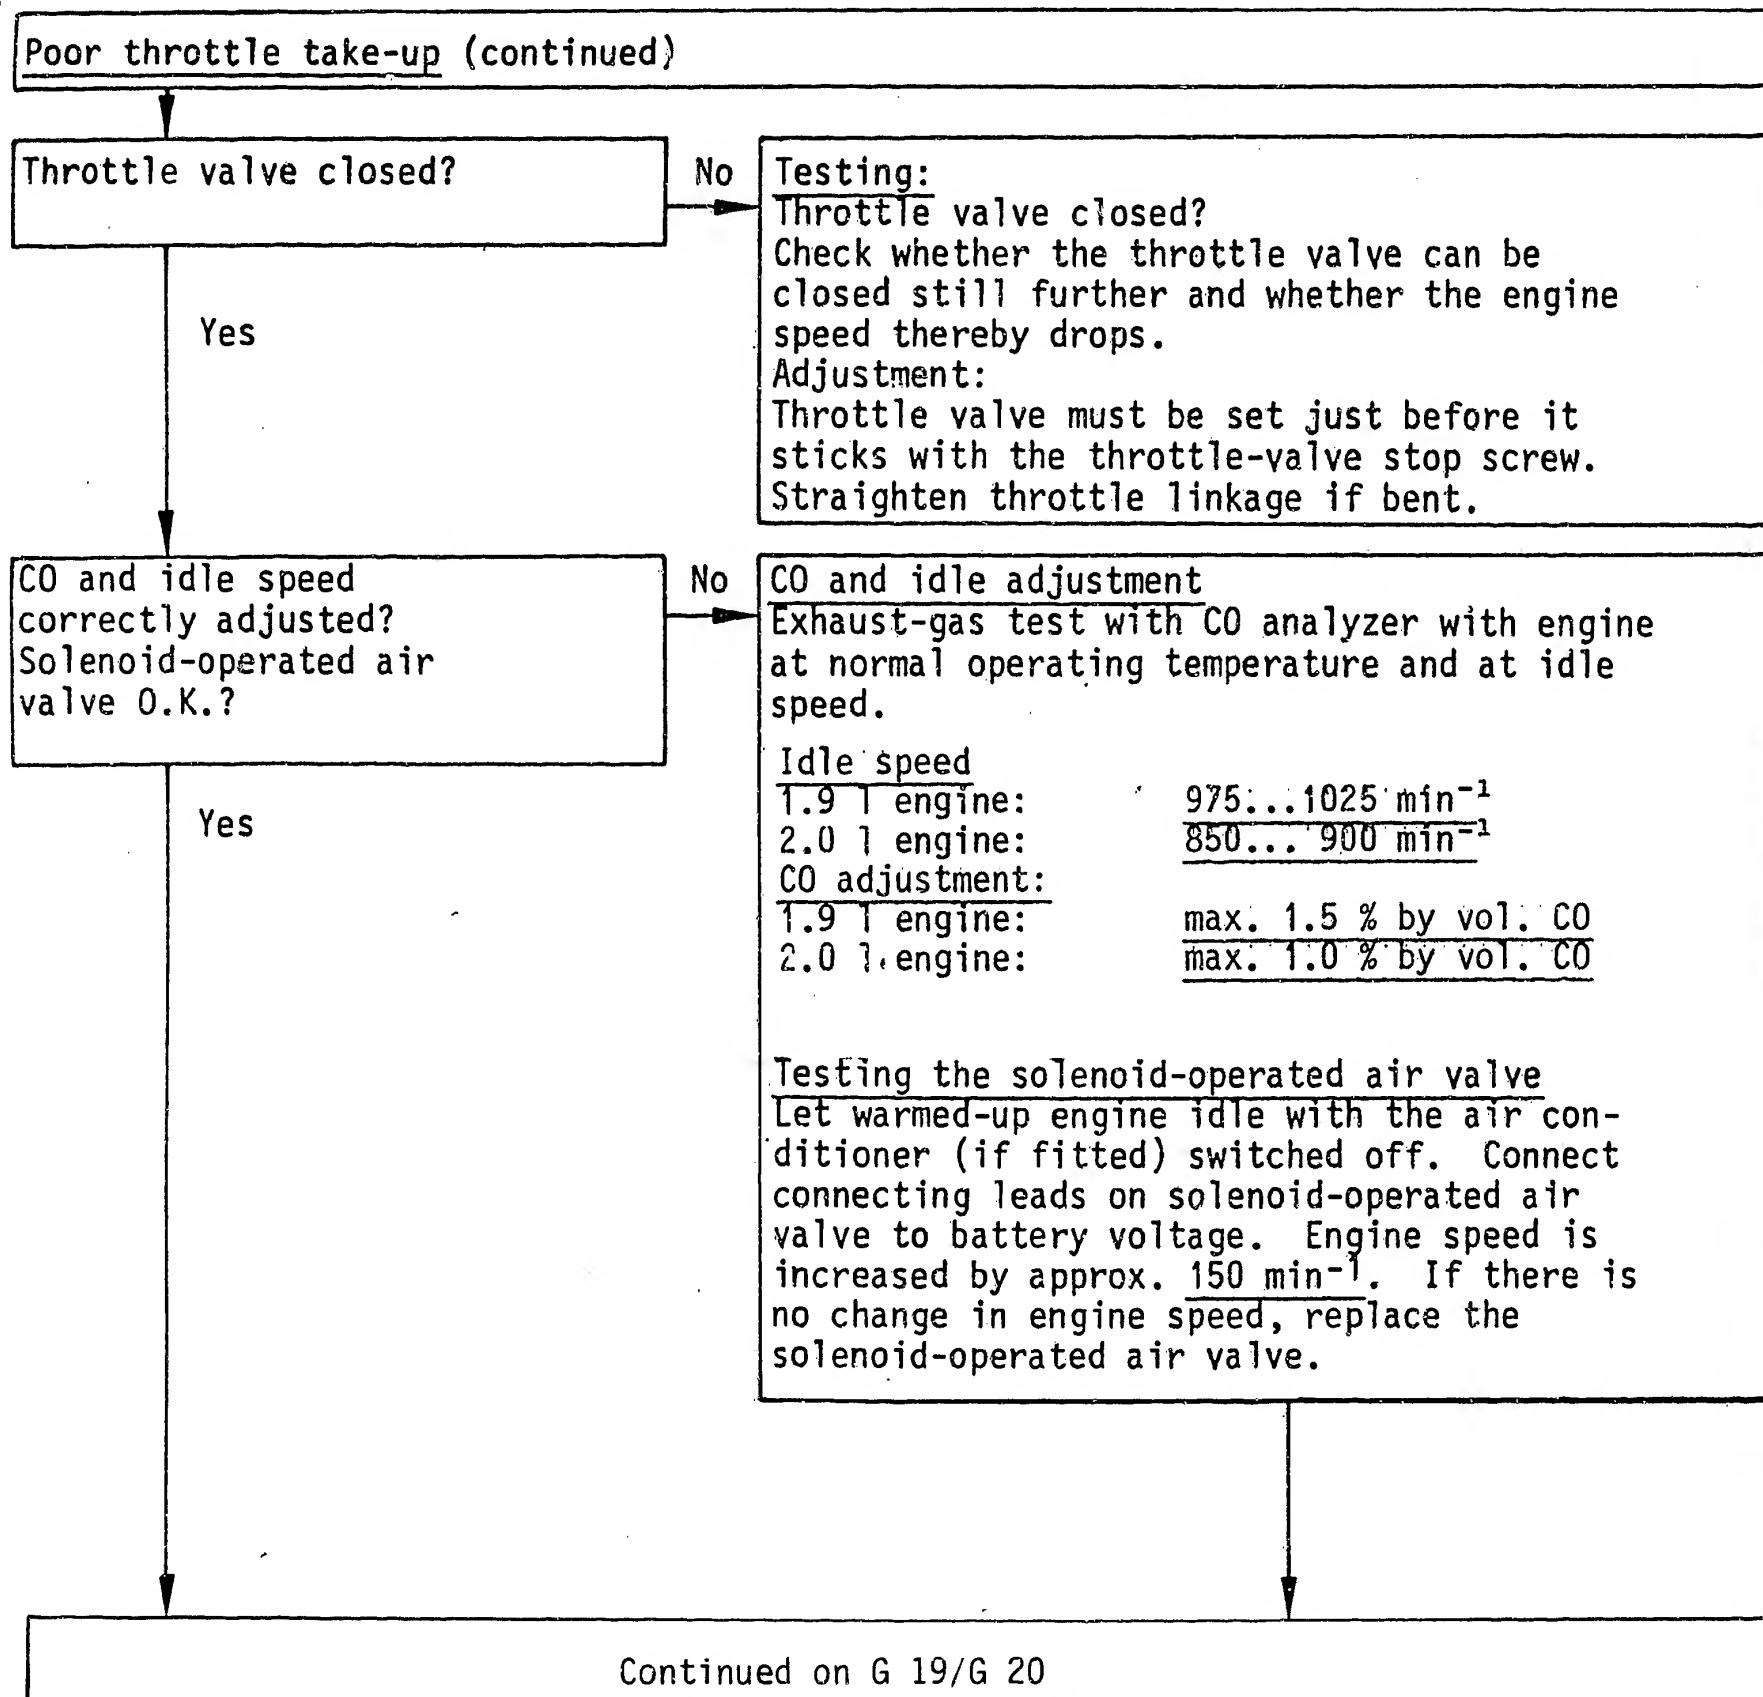 Poor throttle take-up (continued)
Throttle valve closed?
No
Testing:
Throttle valve closed?
Check whether the throttle valve can be
closed still further and whether the engine
speed thereby drops.
Adjustment:
Throttle valve must be set just before it
sticks with the throttle-valve stop screw.
Straighten throttle linkage if bent.
Yes
CO and idle speed
correctly adjusted?
Solenoid-operated air
valve O.K.?
No
CO and idle adjustment
Exhaust-gas test with CO analyzer with engine
at normal operating temperature and at idle
speed.
Idle speed
1.9 l engine: 975...1025 min⁻¹
2.0 l engine: 850... 900 min⁻¹
CO adjustment:
1.9 l engine: max. 1.5 % by vol. CO
2.0 l engine: max. 1.0 % by vol. CO
Testing the solenoid-operated air valve
Let warmed-up engine idle with the air con-
ditioner (if fitted) switched off. Connect
connecting leads on solenoid-operated air
valve to battery voltage. Engine speed is
increased by approx. 150 min⁻¹. If there is
no change in engine speed, replace the
solenoid-operated air valve.
Yes
Continued on G 19/G 20